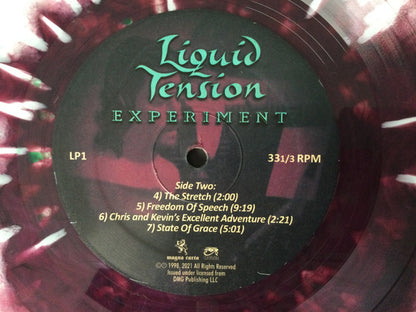 Liquid
Tension
EXPERIMENT
LP1
33 1/3 RPM
Side Two:
4) The Stretch (2:00)
5) Freedom Of Speech (9:19)
6) Chris and Kevin's Excellent Adventure (2:21)
7) State Of Grace (5:01)
magna carta
℗© 1998, 2021 All Rights Reserved
Issued under licensed from
DMG Publishing LLC